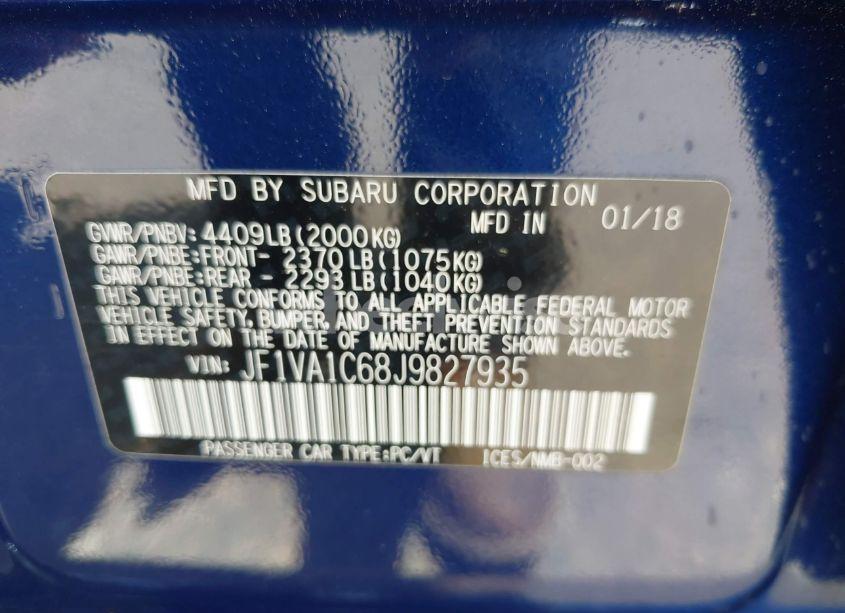 MFD BY SUBARU CORPORATION
MFD IN 01/18
GVWR/PNBV: 4409LB(2000KG)
GAWR/PNBE:FRONT- 2370LB(1075KG)
GAWR/PNBE:REAR - 2293LB(1040KG)
THIS VEHICLE CONFORMS TO ALL APPLICABLE FEDERAL MOTOR
VEHICLE SAFETY, BUMPER, AND THEFT PREVENTION STANDARDS
IN EFFECT ON THE DATE OF MANUFACTURE SHOWN ABOVE.
VIN: JF1VA1C68J9827935
PASSENGER CAR TYPE:PC/VT ICES/NMB-002